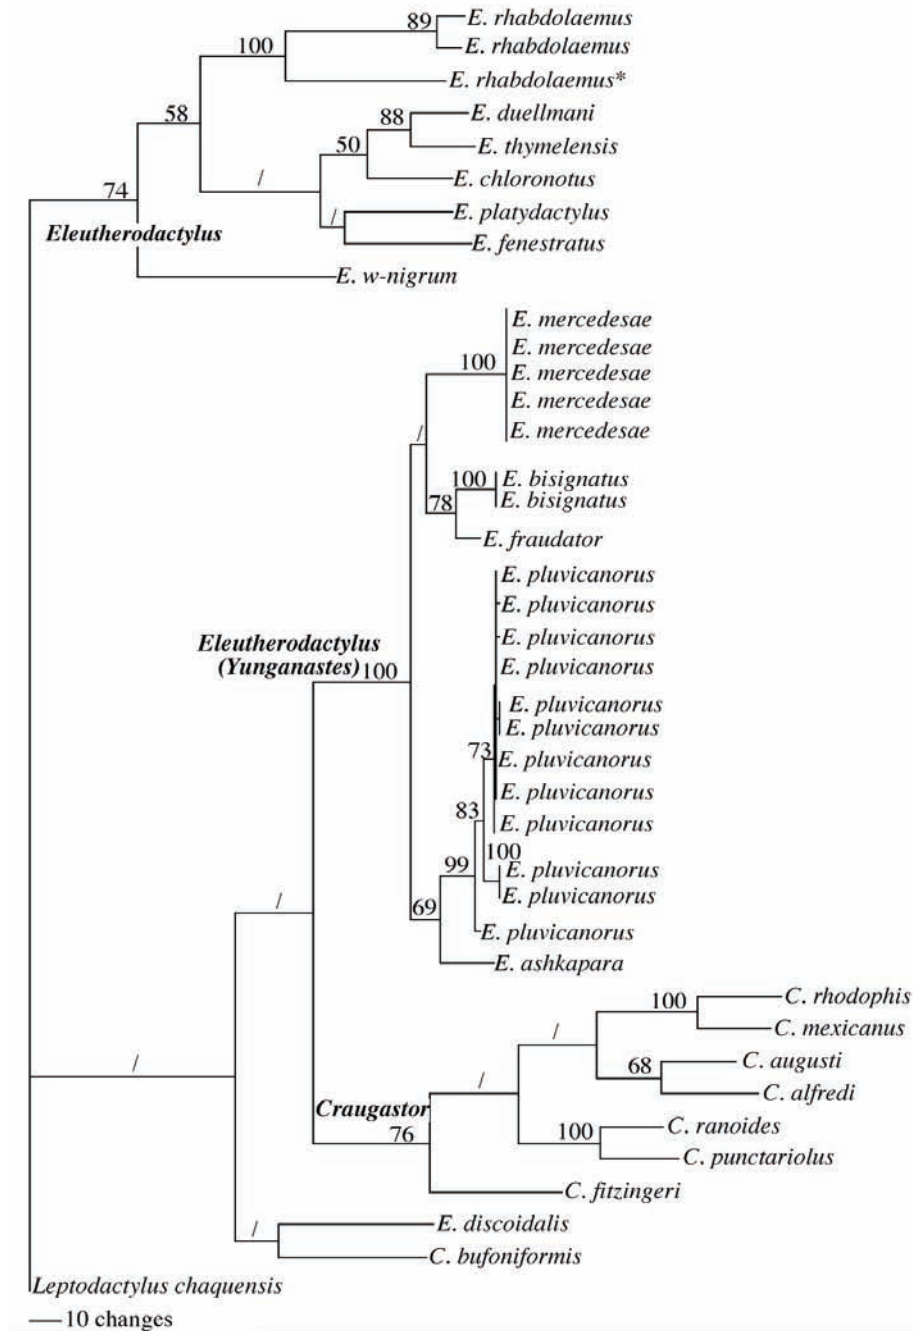 89 E. rhabdolaemus
100 E. rhabdolaemus
E. rhabdolaemus*
58 88 E. duellmani
50 E. thymelensis
/ E. chloronotus
74 / E. platydactylus
Eleutherodactylus E. fenestratus
E. w-nigrum
E. mercedesae
E. mercedesae
100 E. mercedesae
E. mercedesae
/ E. mercedesae
100 E. bisignatus
78 E. bisignatus
E. fraudator
E. pluvicanorus
E. pluvicanorus
Eleutherodactylus E. pluvicanorus
(Yunganastes) 100 E. pluvicanorus
E. pluvicanorus
E. pluvicanorus
73 E. pluvicanorus
E. pluvicanorus
83 E. pluvicanorus
100
99 E. pluvicanorus
E. pluvicanorus
/ 69
E. pluvicanorus
E. ashkapara
100 C. rhodophis
/ C. mexicanus
C. augusti
/ / 68 C. alfredi
Craugastor C. ranoides
76 100 C. punctariolus
C. fitzingeri
/ E. discoidalis
C. bufoniformis
Leptodactylus chaquensis
10 changes